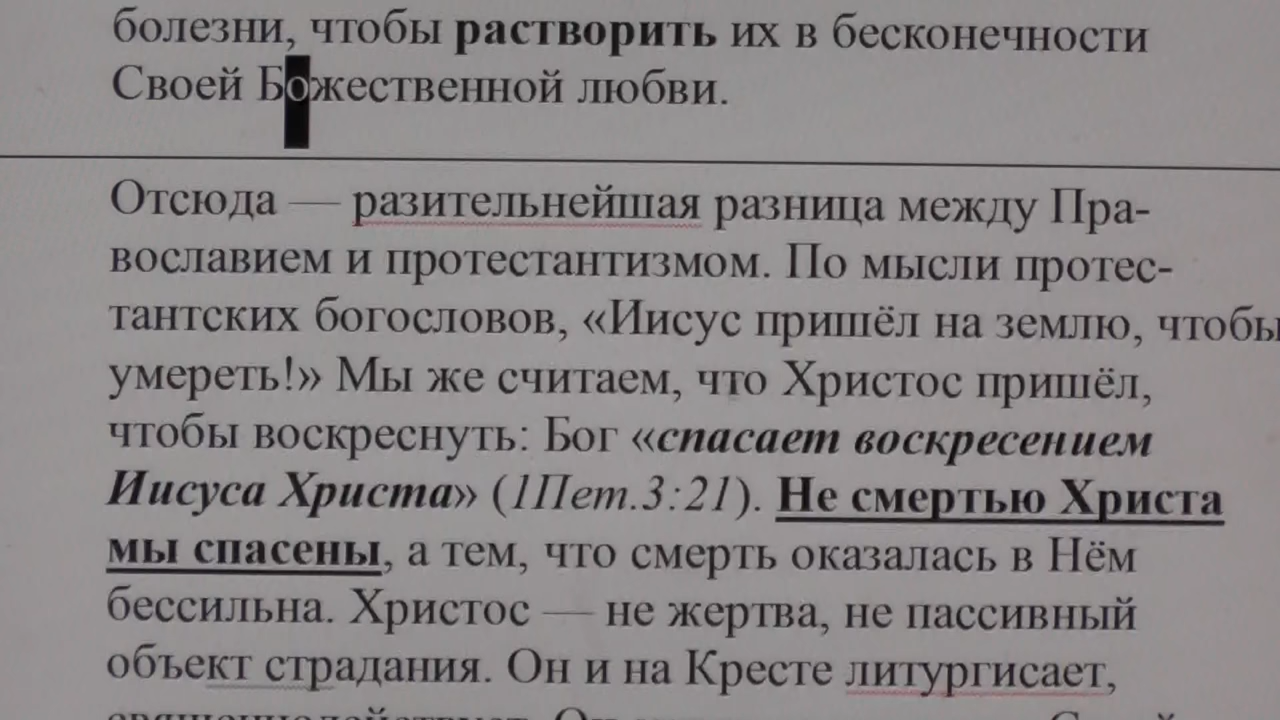 болезни, чтобы растворить их в бесконечности
Своей Божественной любви.
Отсюда — разительнейшая разница между Пра-
вославием и протестантизмом. По мысли протес-
тантских богословов, «Иисус пришёл на землю, чтобы
умереть!» Мы же считаем, что Христос пришёл,
чтобы воскреснуть: Бог «спасает воскресением
Иисуса Христа» (1Пет.3:21). Не смертью Христа
мы спасены, а тем, что смерть оказалась в Нём
бессильна. Христос — не жертва, не пассивный
объект страдания. Он и на Кресте литургисает,